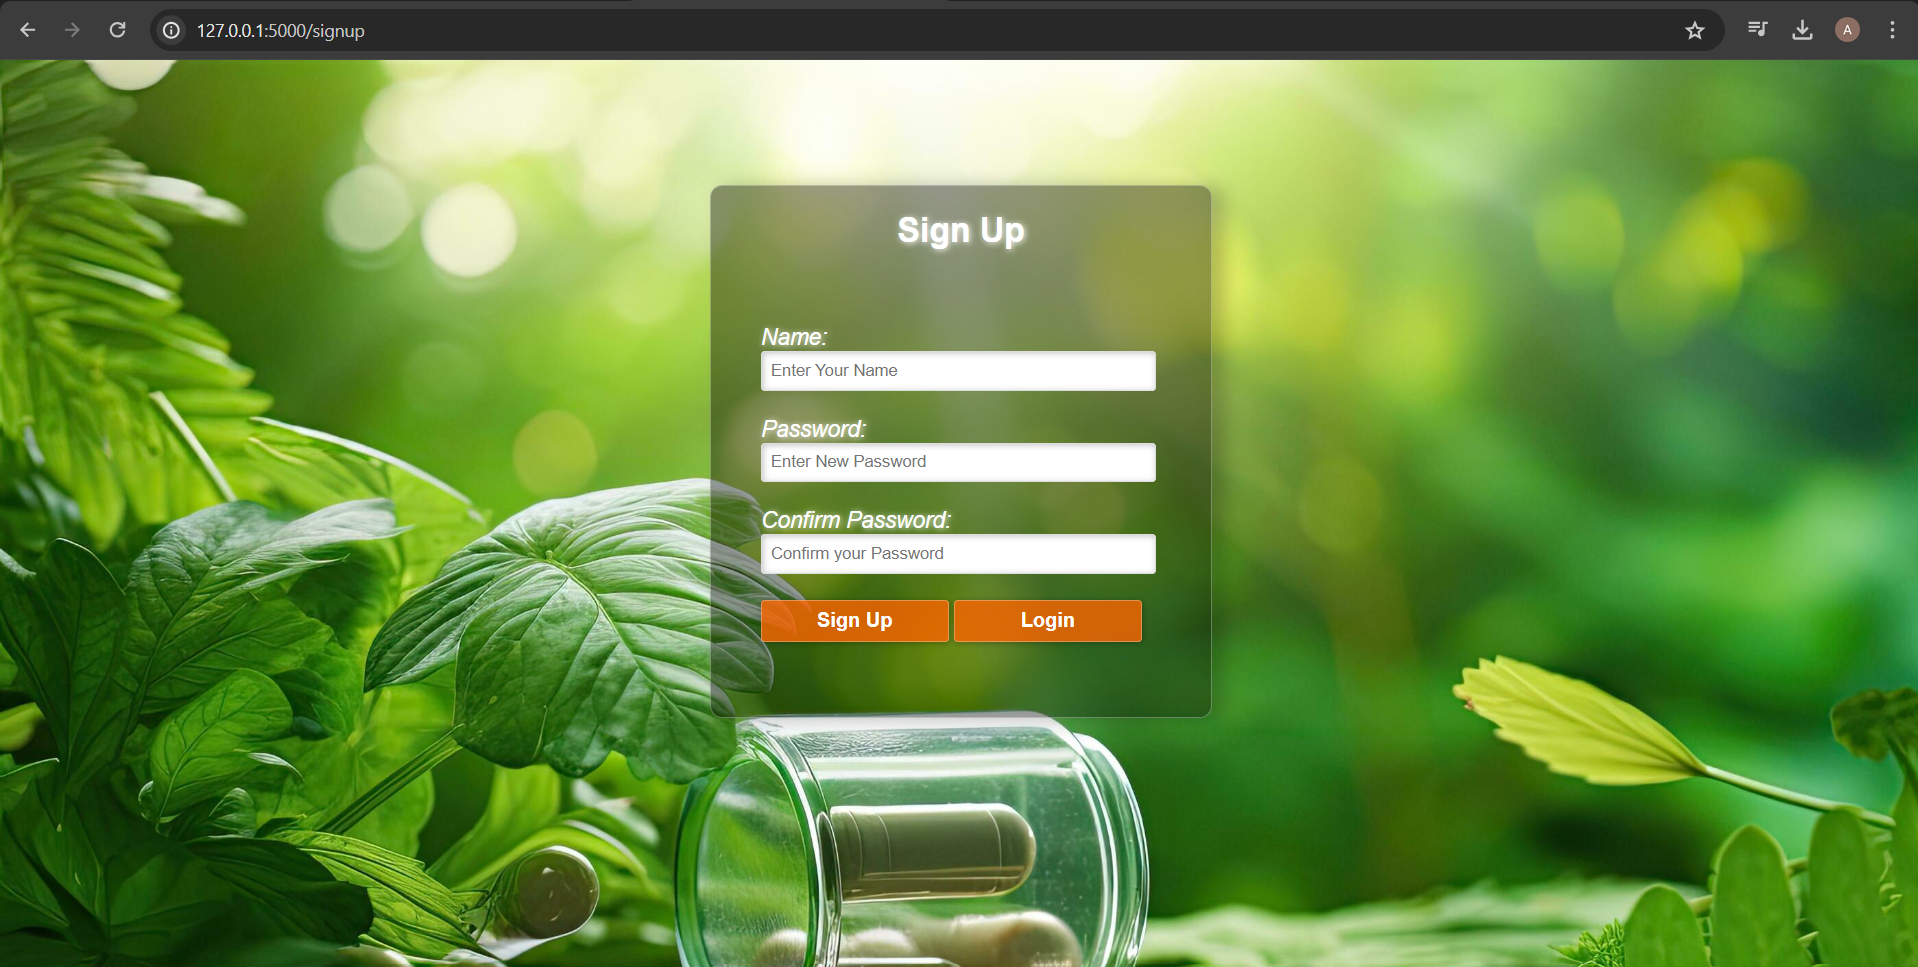 127.0.0.1:5000/signup
A
Sign Up
Name:
Enter Your Name
Password:
Enter New Password
Confirm Password:
Confirm your Password
Sign Up
Login